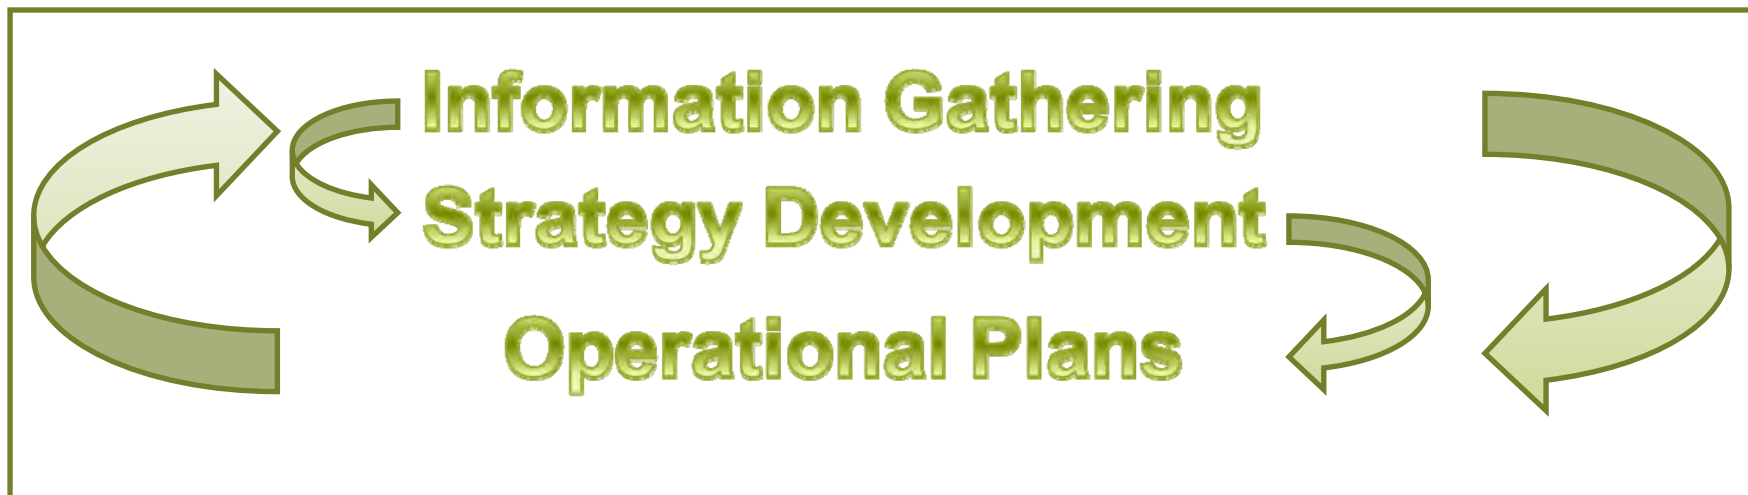 Information Gathering
Strategy Development
Operational Plans